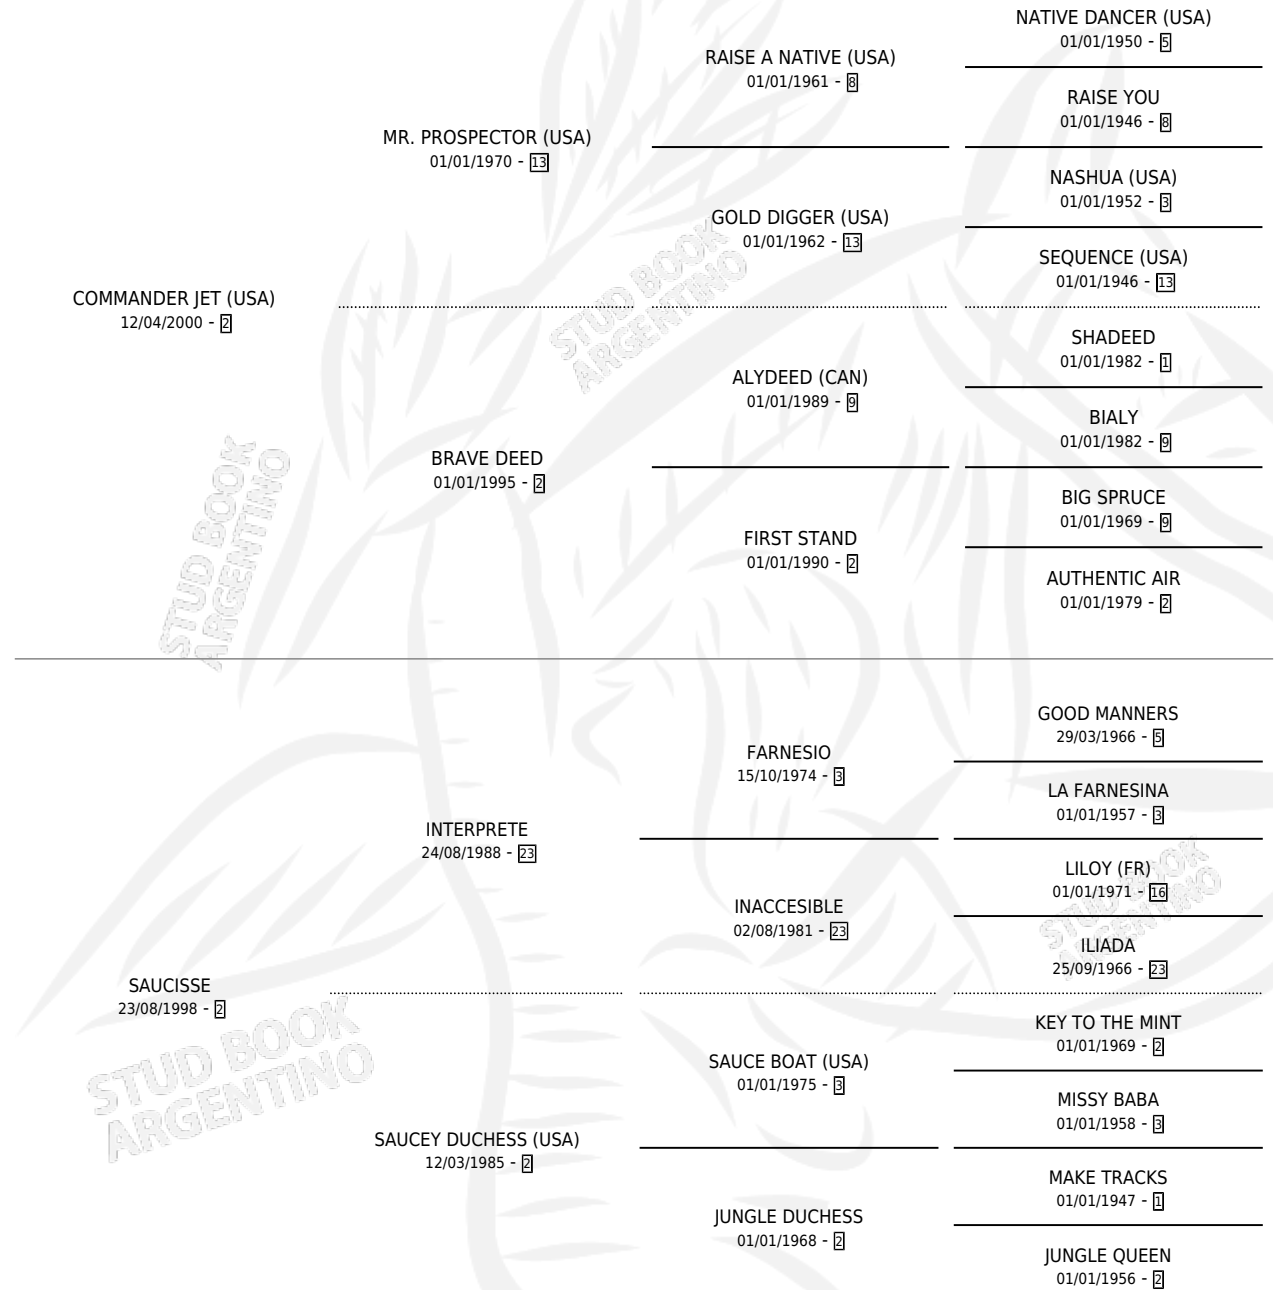 NATIVE DANCER (USA)
01/01/1950 - 5
RAISE A NATIVE (USA)
01/01/1961 - 8
RAISE YOU
01/01/1946 - 8
MR. PROSPECTOR (USA)
01/01/1970 - 13
NASHUA (USA)
01/01/1952 - 3
GOLD DIGGER (USA)
01/01/1962 - 13
SEQUENCE (USA)
01/01/1946 - 13
COMMANDER JET (USA)
12/04/2000 - 2
STUD BOOK
ARGENTINO
SHADEED
01/01/1982 - 1
ALYDEED (CAN)
01/01/1989 - 9
BIALY
01/01/1982 - 9
BRAVE DEED
01/01/1995 - 2
BIG SPRUCE
01/01/1969 - 9
FIRST STAND
01/01/1990 - 2
AUTHENTIC AIR
01/01/1979 - 2
STUD BOOK
ARGENTINO
GOOD MANNERS
29/03/1966 - 5
FARNESIO
15/10/1974 - 3
LA FARNESINA
01/01/1957 - 3
INTERPRETE
24/08/1988 - 23
LILOY (FR)
01/01/1971 - 16
INACCESIBLE
02/08/1981 - 23
STUD BOOK
ARGENTINO
ILIADA
25/09/1966 - 23
SAUCISSE
23/08/1998 - 2
STUD BOOK
ARGENTINO
KEY TO THE MINT
01/01/1969 - 2
SAUCE BOAT (USA)
01/01/1975 - 3
MISSY BABA
01/01/1958 - 3
SAUCEY DUCHESS (USA)
12/03/1985 - 2
MAKE TRACKS
01/01/1947 - 1
JUNGLE DUCHESS
01/01/1968 - 2
JUNGLE QUEEN
01/01/1956 - 2